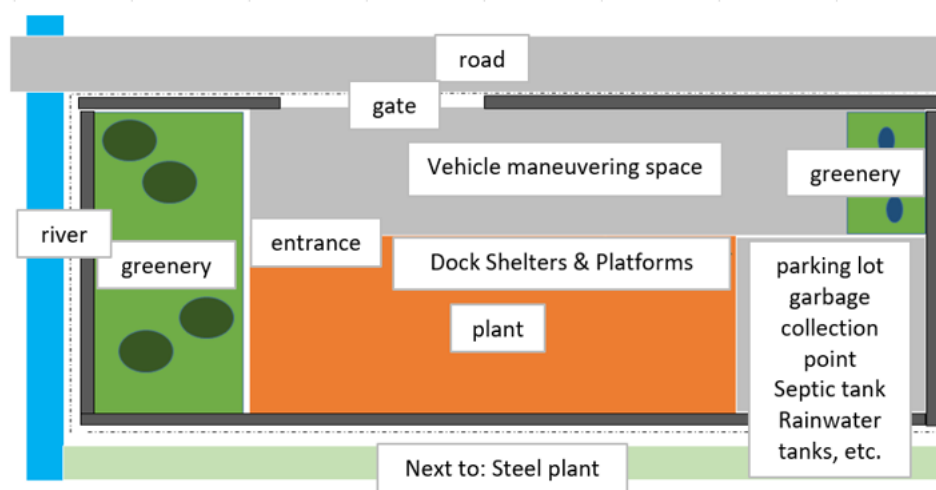 road
gate
Vehicle maneuvering space
greenery
river
entrance
greenery
Dock Shelters & Platforms
plant
parking lot
garbage
collection
point
Septic tank
Rainwater
tanks, etc.
Next to: Steel plant